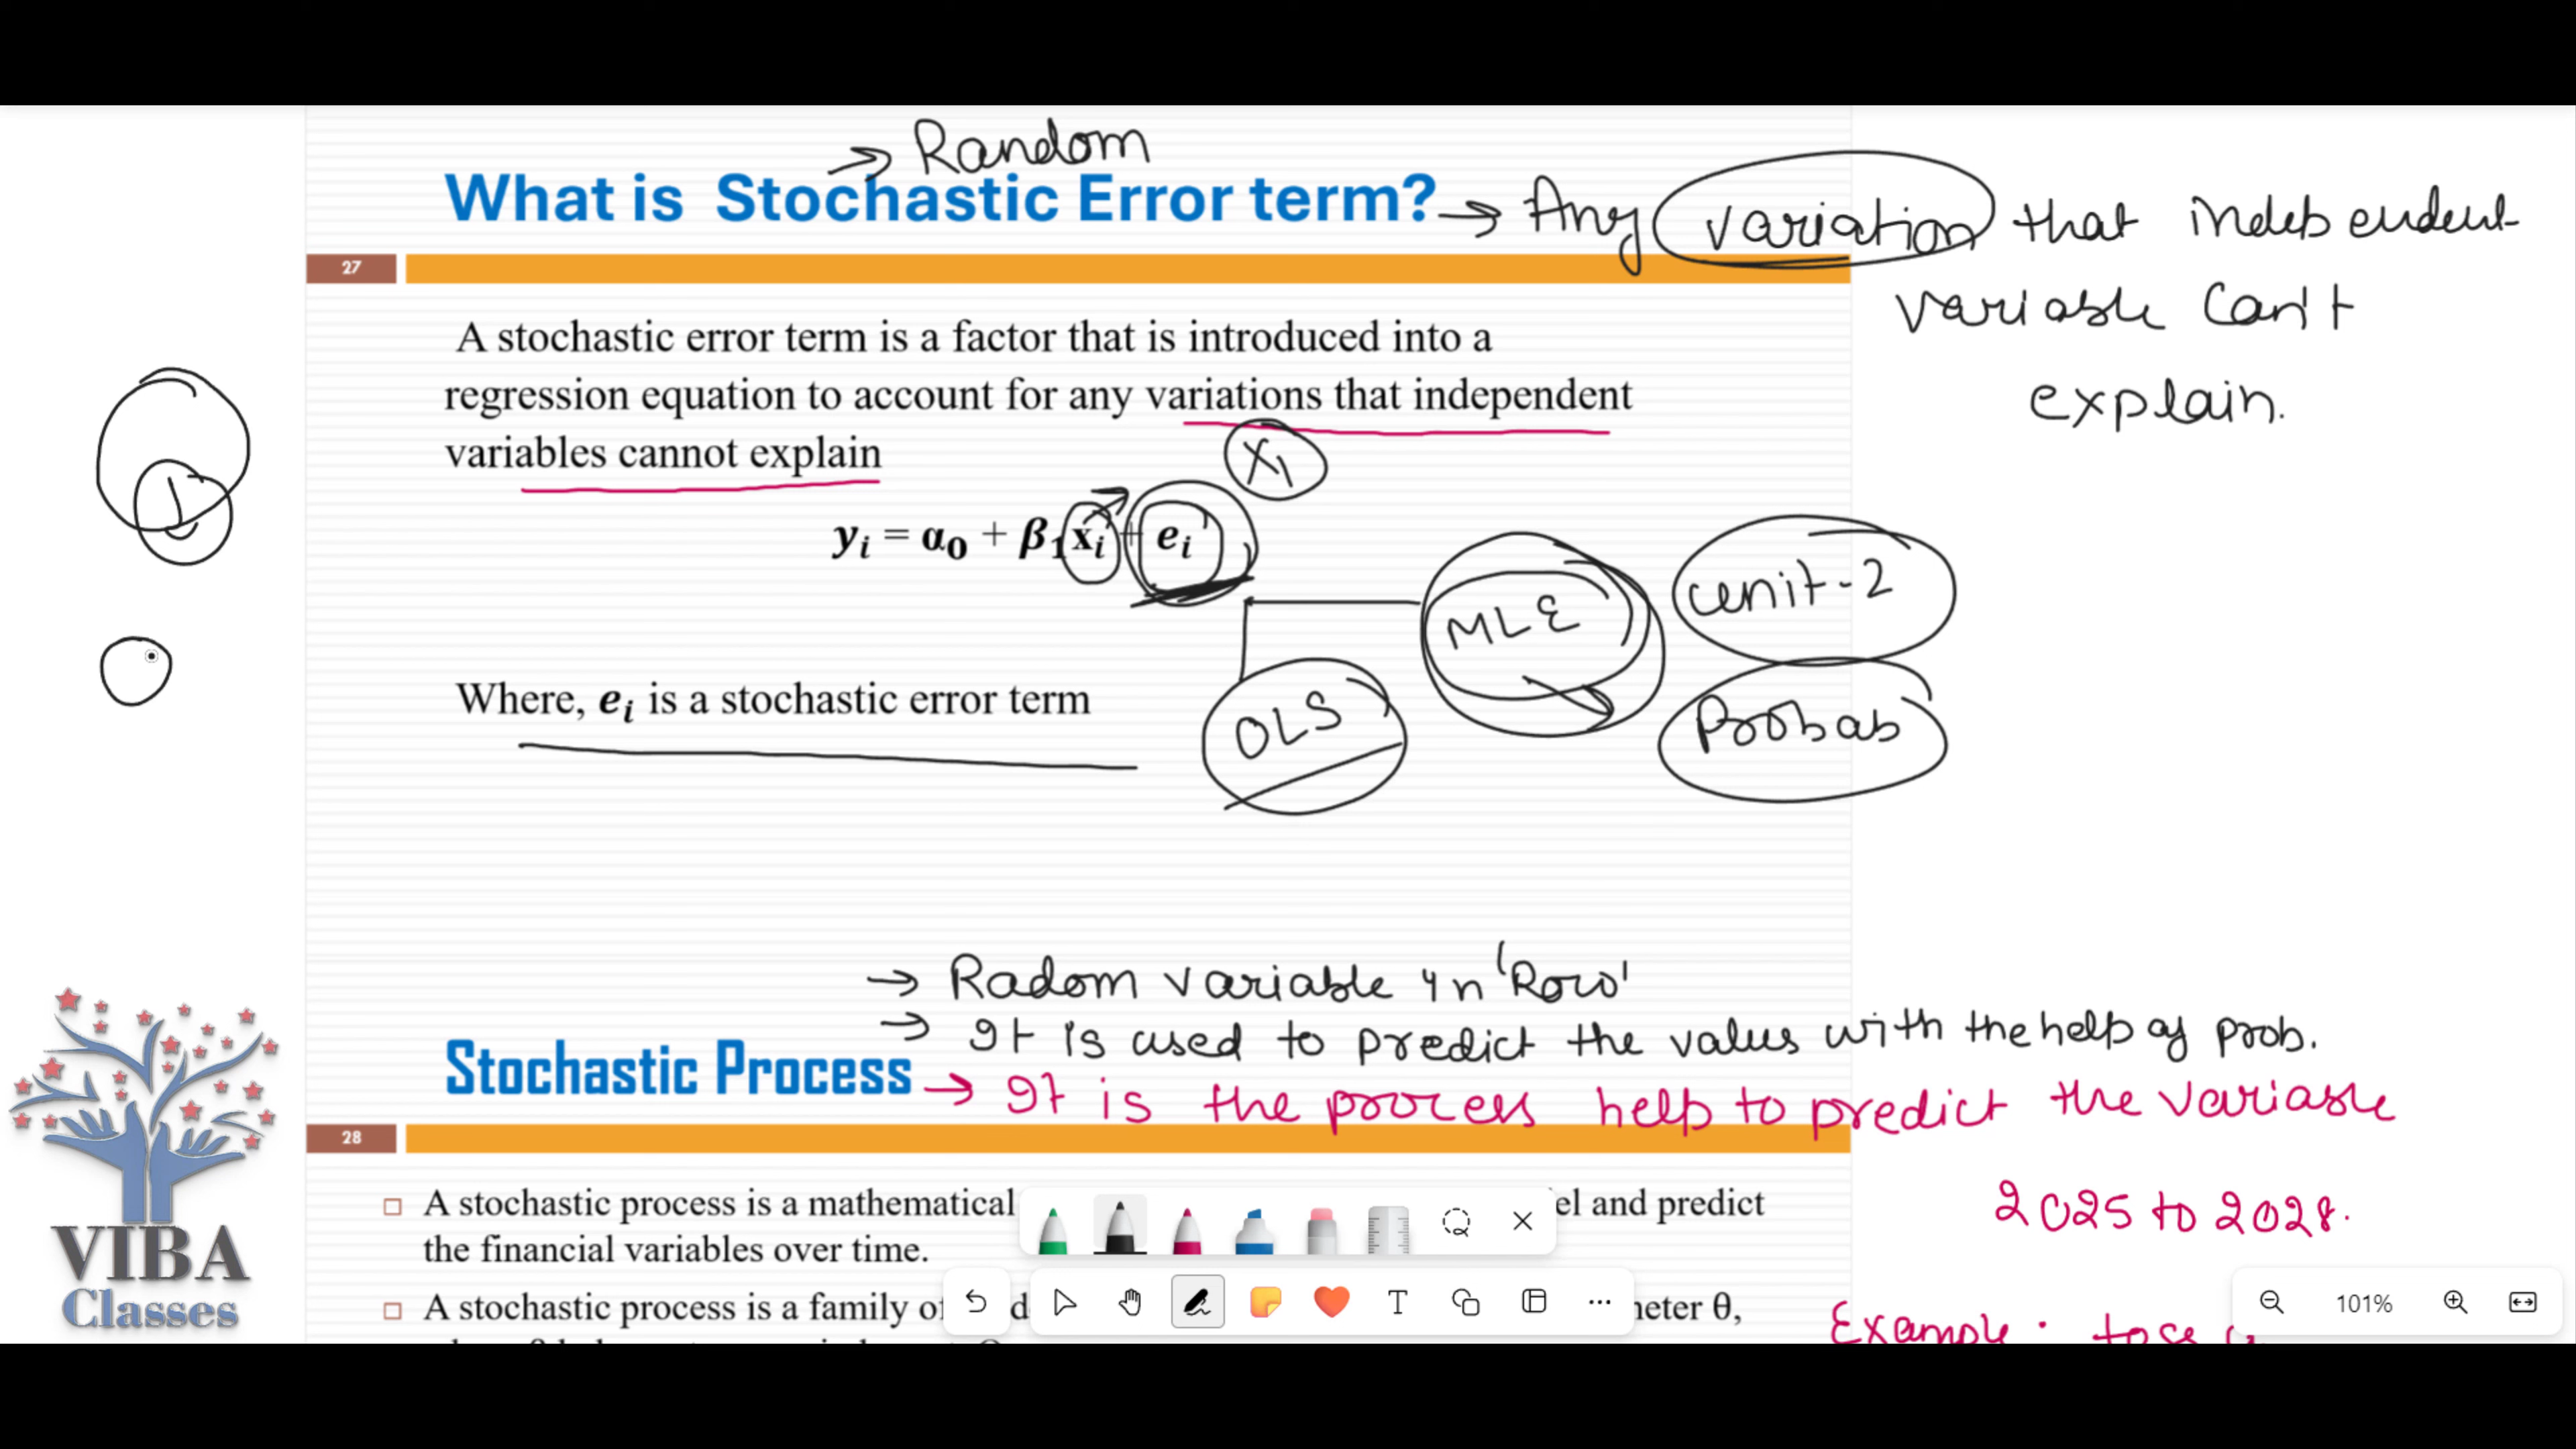 → Random
What is Stochastic Error term? → Any variation that independent
variable can't
explain.
27
A stochastic error term is a factor that is introduced into a
regression equation to account for any variations that independent
variables cannot explain
X1
yᵢ = α₀ + β₁xᵢ + eᵢ
MLE
unit-2
Where, eᵢ is a stochastic error term
OLS
Probab
→ Radom variable in 'Row'
→ It is used to predict the values with the help of prob.
Stochastic Process → It is the process help to predict the variable
28
2025 to 2028.
A stochastic process is a mathematical el and predict
the financial variables over time.
A stochastic process is a family of d neter θ,
Example :
101%
VIBA
Classes